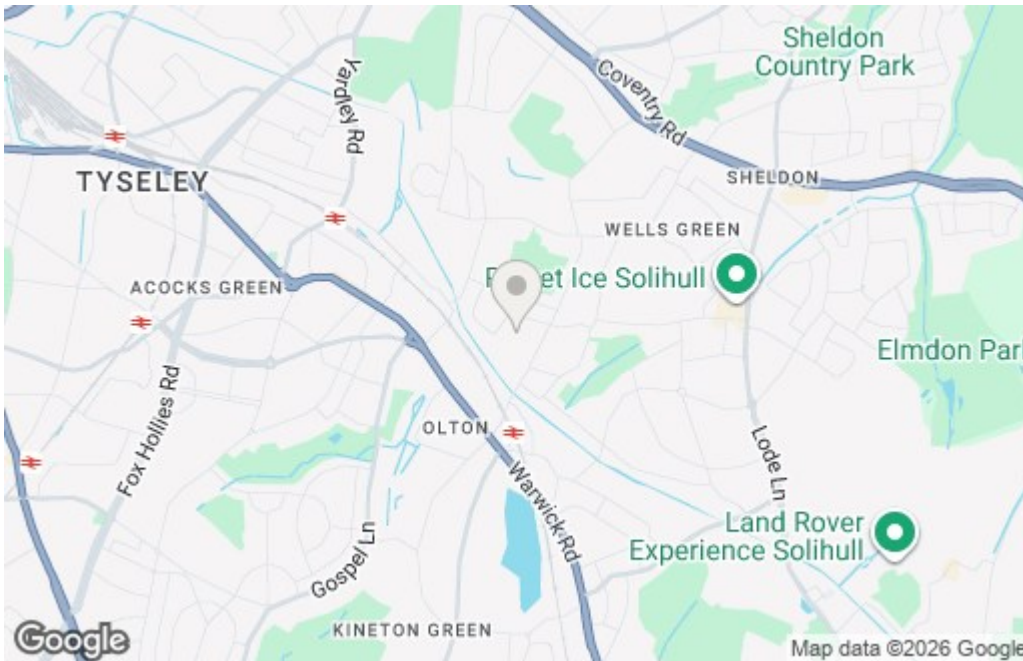 Sheldon
Country Park
Coventry Rd
Yardley Rd
SHELDON
TYSELEY
WELLS GREEN
et Ice Solihull
ACOCKS GREEN
Elmdon Par
Fox Hollies Rd
OLTON
Lode Ln
Warwick Rd
Land Rover
Experience Solihull
Gospel Ln
KINETON GREEN
Google
Map data ©2026 Google